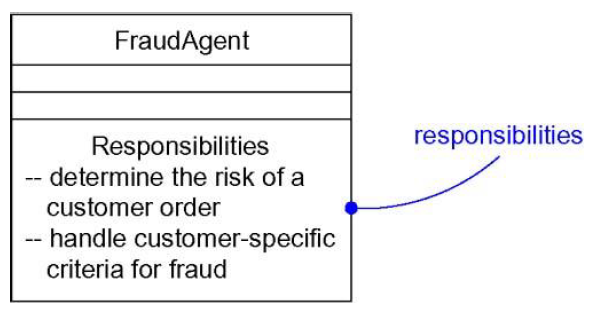 FraudAgent
Responsibilities
-- determine the risk of a
customer order
-- handle customer-specific
criteria for fraud
responsibilities